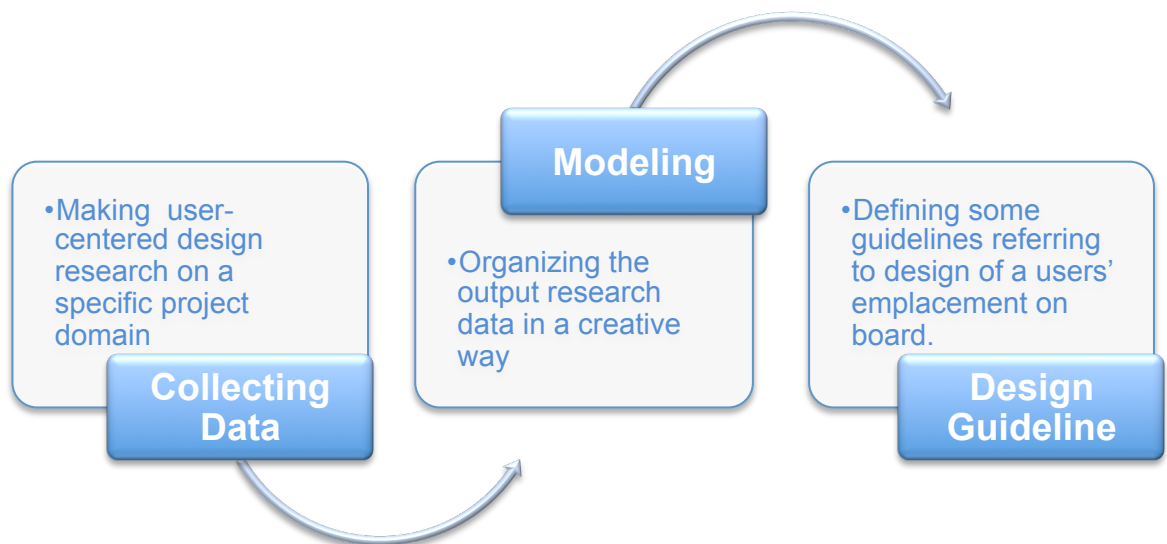 •Making  user-
centered design
research on a
specific project
domain
Collecting
Data
Modeling
•Organizing the
output research
data in a creative
way
•Defining some
guidelines referring
to design of a users’
emplacement on
board.
Design
Guideline